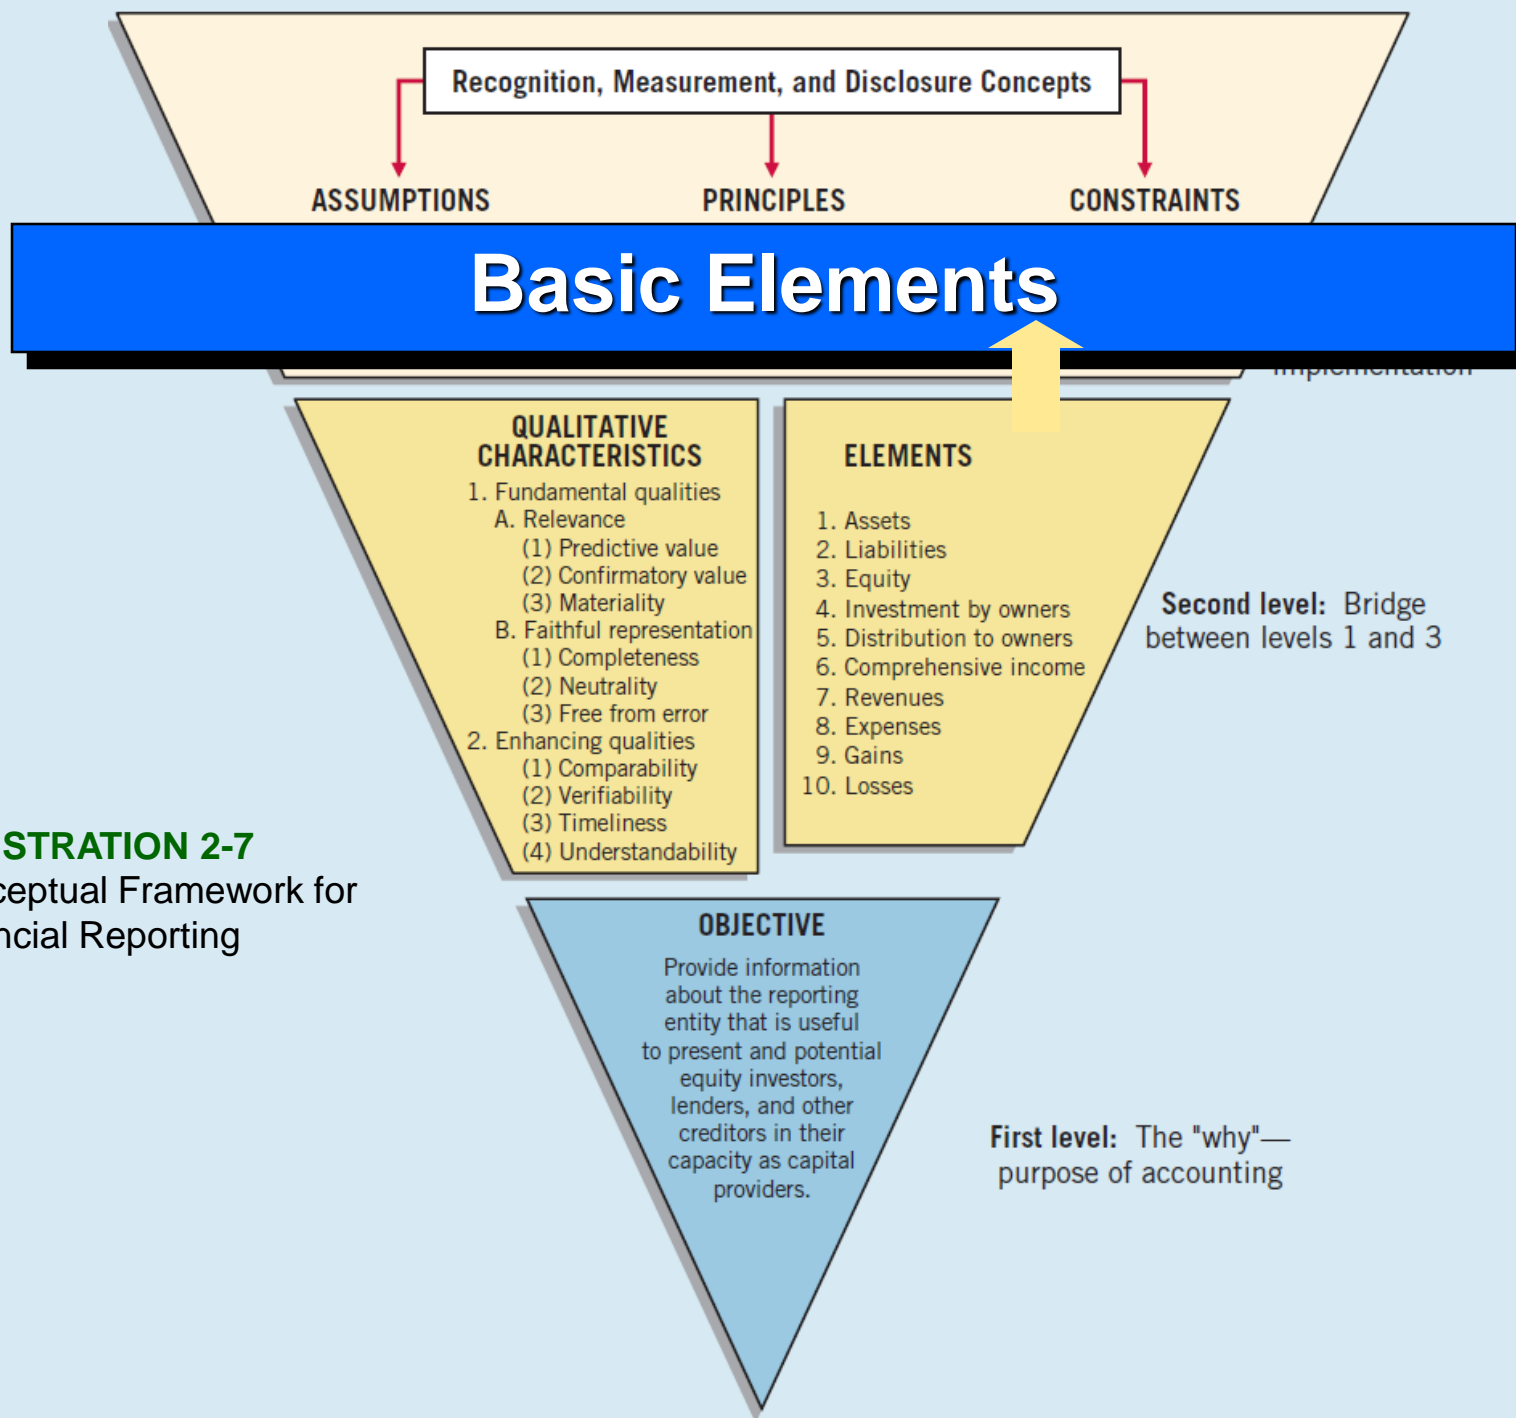 Recognition, Measurement, and Disclosure Concepts
ASSUMPTIONS
PRINCIPLES
CONSTRAINTS
Basic Elements
implementation
QUALITATIVE
CHARACTERISTICS
1. Fundamental qualities
A. Relevance
(1) Predictive value
(2) Confirmatory value
(3) Materiality
B. Faithful representation
(1) Completeness
(2) Neutrality
(3) Free from error
2. Enhancing qualities
(1) Comparability
(2) Verifiability
(3) Timeliness
(4) Understandability
ELEMENTS
1. Assets
2. Liabilities
3. Equity
4. Investment by owners
5. Distribution to owners
6. Comprehensive income
7. Revenues
8. Expenses
9. Gains
10. Losses
Second level: Bridge
between levels 1 and 3
STRATION 2-7
ceptual Framework for
ncial Reporting
OBJECTIVE
Provide information
about the reporting
entity that is useful
to present and potential
equity investors,
lenders, and other
creditors in their
capacity as capital
providers.
First level: The "why"—
purpose of accounting